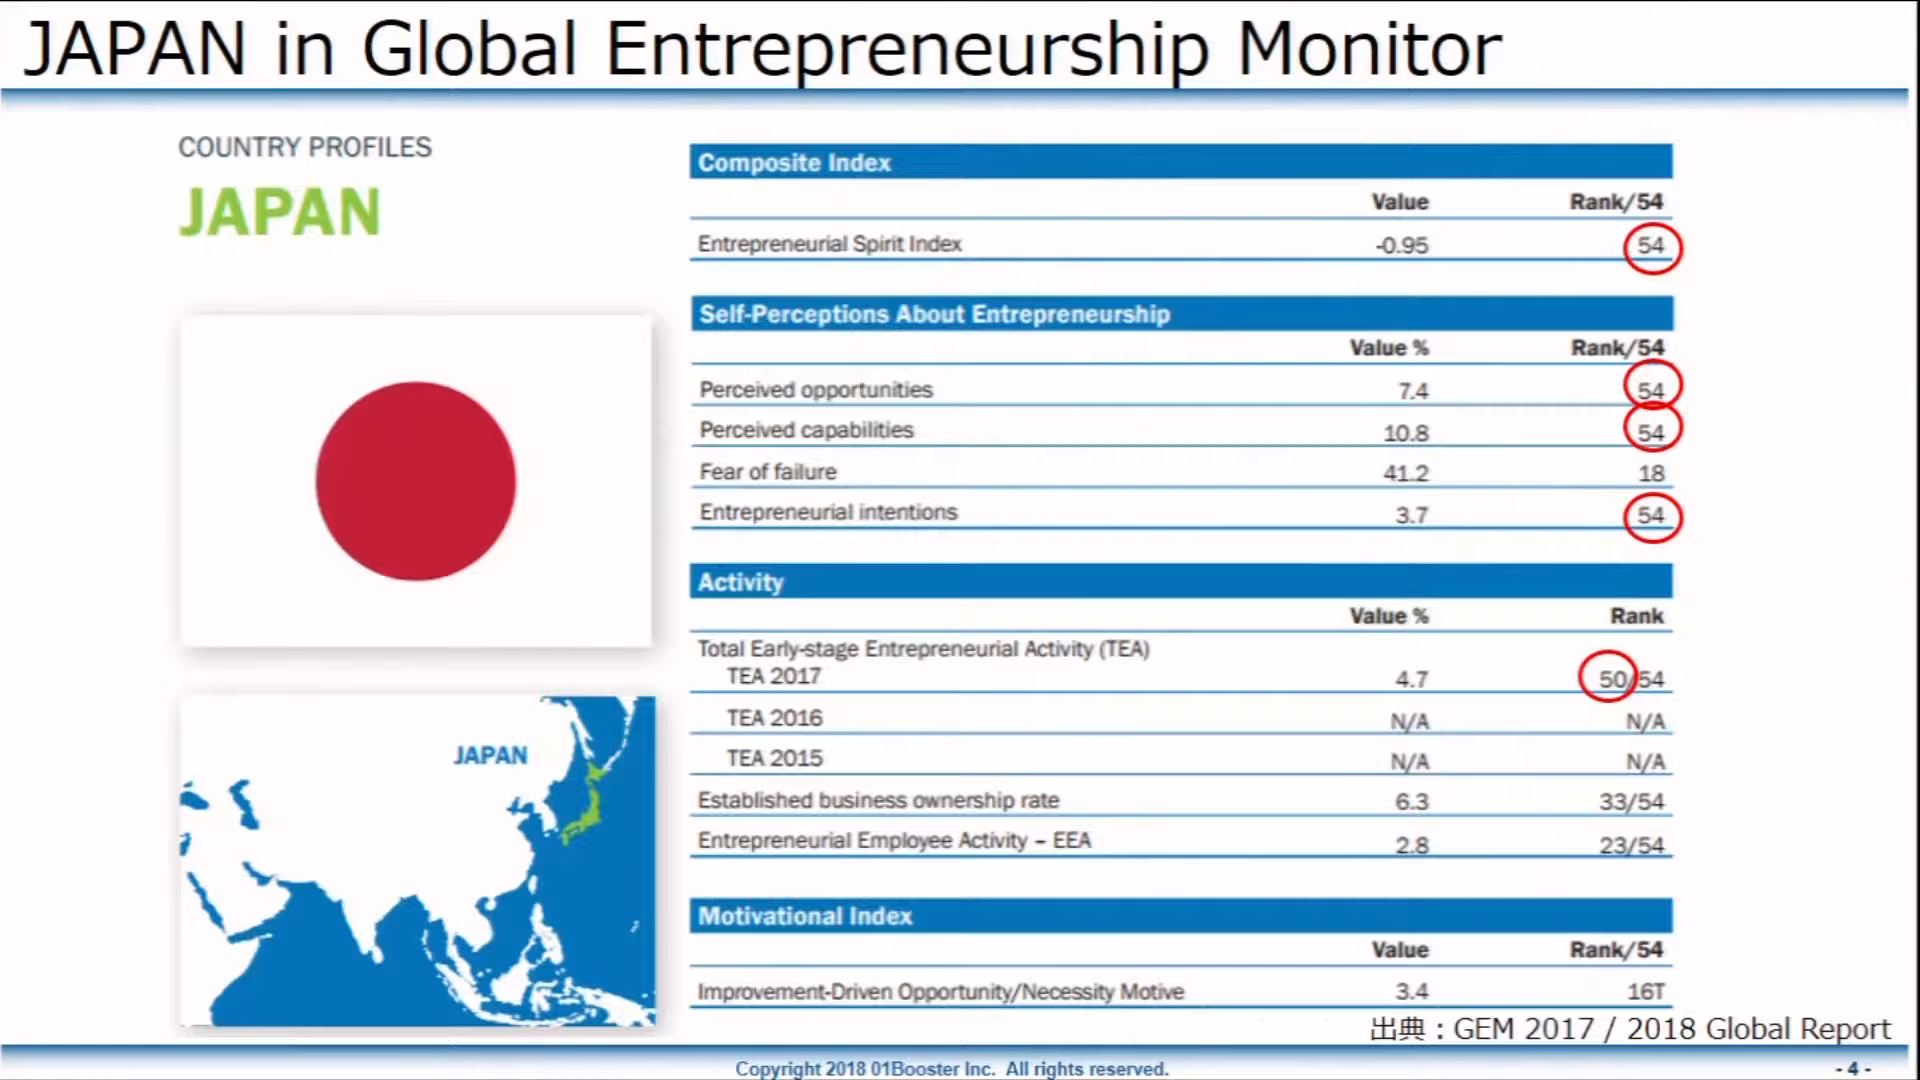 JAPAN in Global Entrepreneurship Monitor
COUNTRY PROFILES
JAPAN
JAPAN
Composite Index
Value Rank/54
Entrepreneurial Spirit Index -0.95 54
Self-Perceptions About Entrepreneurship
Value % Rank/54
Perceived opportunities 7.4 54
Perceived capabilities 10.8 54
Fear of failure 41.2 18
Entrepreneurial intentions 3.7 54
Activity
Value % Rank
Total Early-stage Entrepreneurial Activity (TEA)
TEA 2017 4.7 50/54
TEA 2016 N/A N/A
TEA 2015 N/A N/A
Established business ownership rate 6.3 33/54
Entrepreneurial Employee Activity – EEA 2.8 23/54
Motivational Index
Value Rank/54
Improvement-Driven Opportunity/Necessity Motive 3.4 16T
出典：GEM 2017 / 2018 Global Report
Copyright 2018 01Booster Inc. All rights reserved.
- 4 -